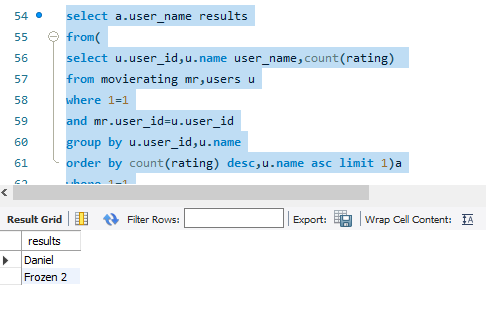 54 select a.user_name results
55 from(
56 select u.user_id,u.name user_name,count(rating)
57 from movierating mr,users u
58 where 1=1
59 and mr.user_id=u.user_id
60 group by u.user_id,u.name
61 order by count(rating) desc,u.name asc limit 1)a
62 where 1=1
Result Grid Filter Rows: Export: Wrap Cell Content: IA
results
Daniel
Frozen 2